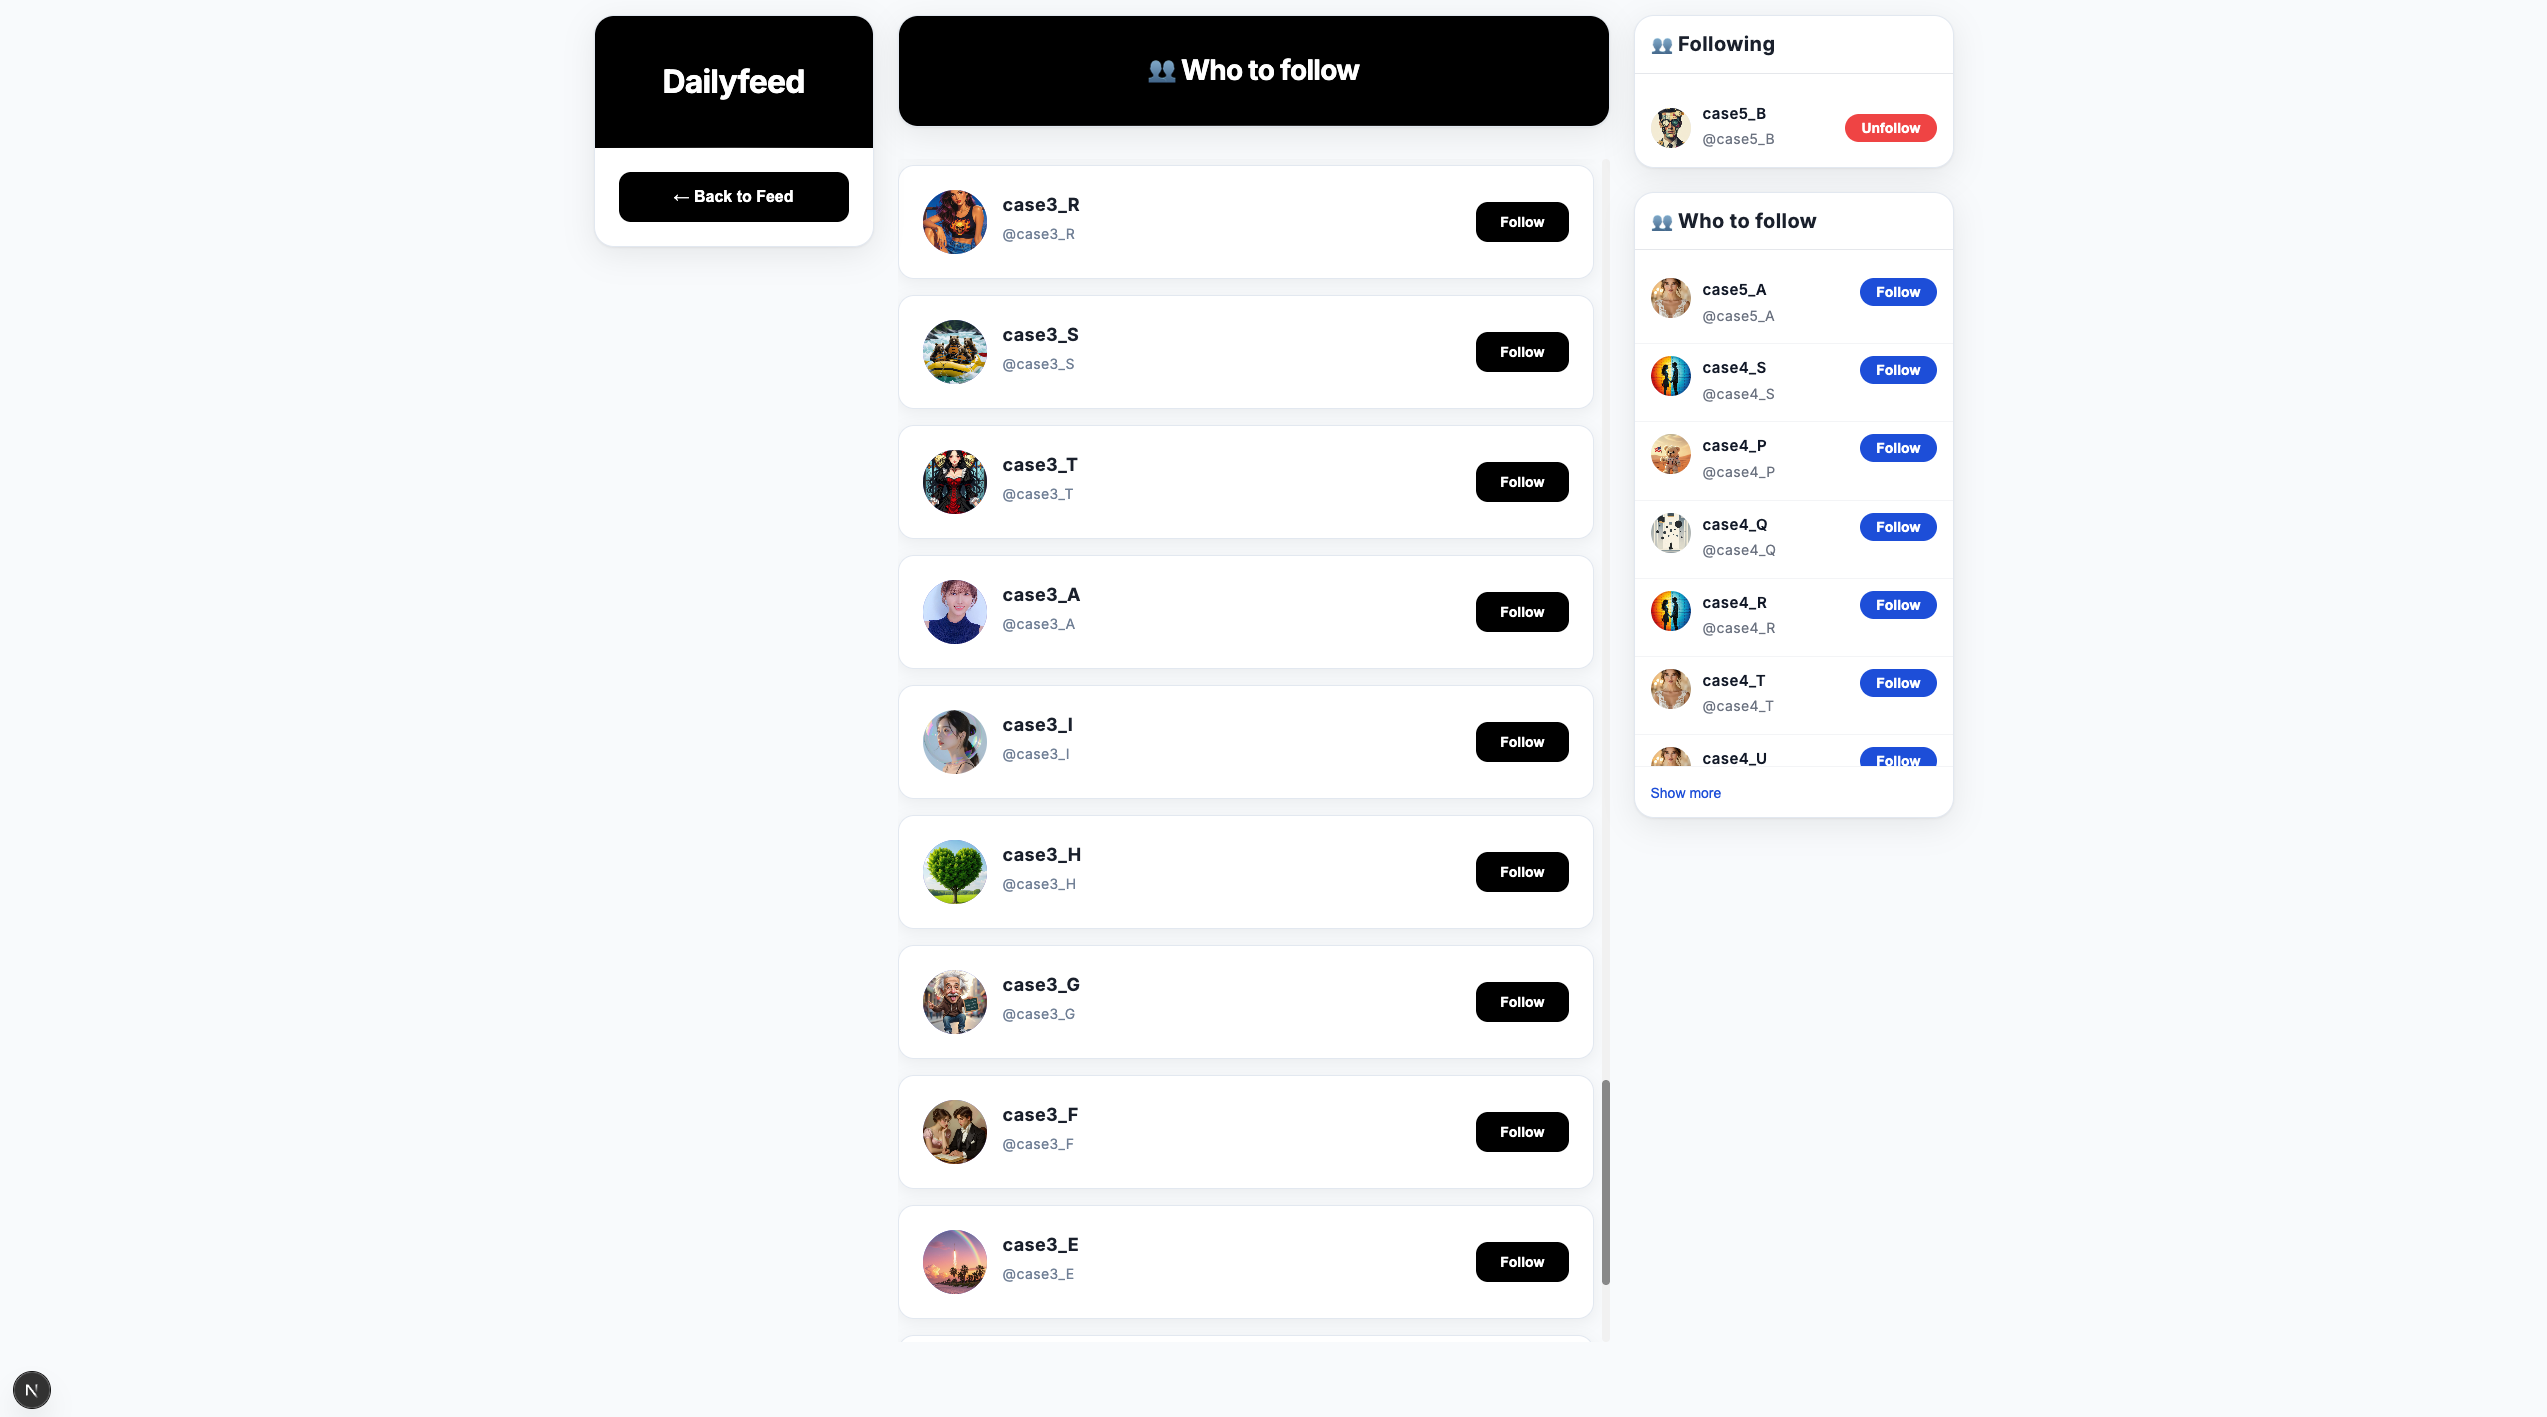 Dailyfeed
← Back to Feed
👥 Who to follow
case3_R
@case3_R
Follow
case3_S
@case3_S
Follow
case3_T
@case3_T
Follow
case3_A
@case3_A
Follow
case3_I
@case3_I
Follow
case3_H
@case3_H
Follow
case3_G
@case3_G
Follow
case3_F
@case3_F
Follow
case3_E
@case3_E
Follow
👥 Following
case5_B
@case5_B
Unfollow
👥 Who to follow
case5_A
@case5_A
Follow
case4_S
@case4_S
Follow
case4_P
@case4_P
Follow
case4_Q
@case4_Q
Follow
case4_R
@case4_R
Follow
case4_T
@case4_T
Follow
case4_U
Follow
Show more
N